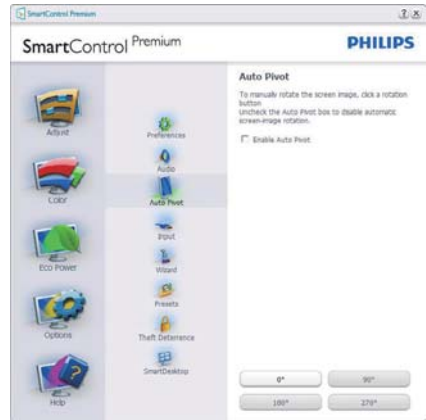 SmartControl Premium
SmartControl Premium
PHILIPS
Adjust
Color
Eco Power
Options
Help
Preferences
Audio
Auto Pivot
Input
Wizard
Presets
Theft Deterrence
SmartDesktop
Auto Pivot
To manually rotate the screen image, click a rotation
button
Uncheck the Auto Pivot box to disable automatic
screen-image rotation.
Enable Auto Pivot
0°
90°
180°
270°